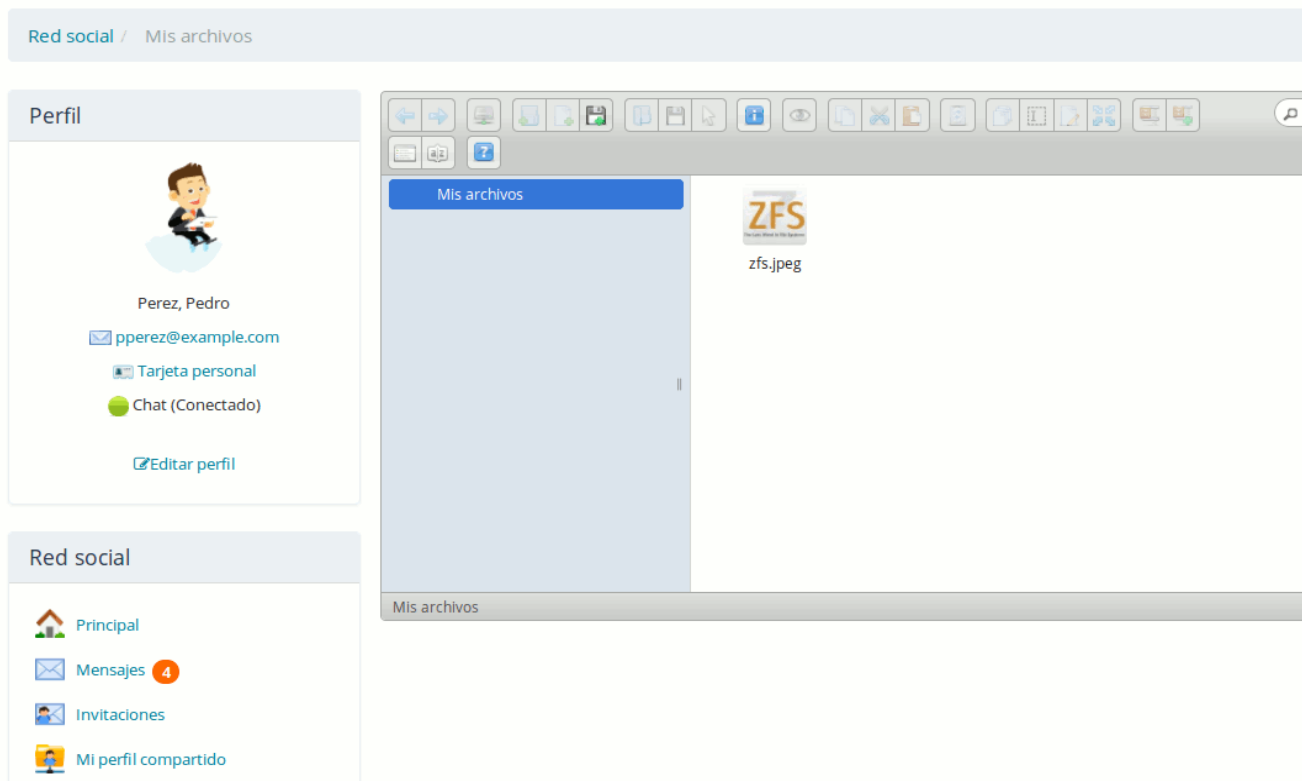 Red social / Mis archivos
Perfil
Perez, Pedro
pperez@example.com
Tarjeta personal
Chat (Conectado)
Editar perfil
Red social
Principal
Mensajes 4
Invitaciones
Mi perfil compartido
Mis archivos
ZFS
zfs.jpeg
Mis archivos